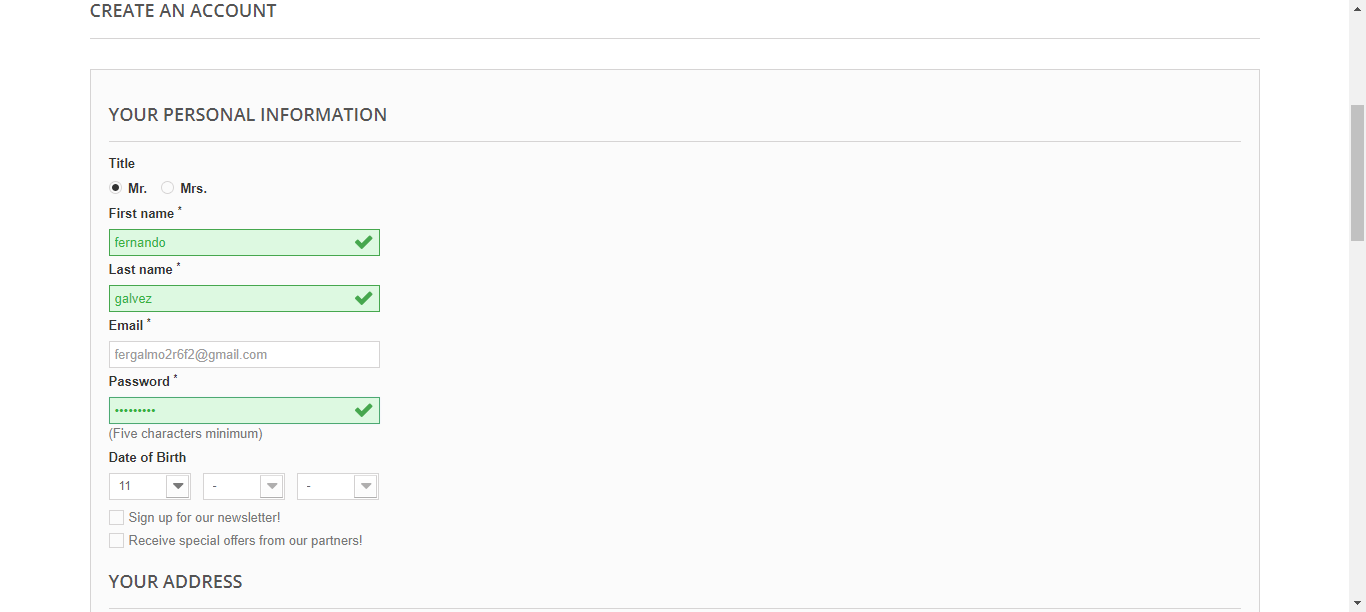 CREATE AN ACCOUNT
YOUR PERSONAL INFORMATION
Title
Mr. Mrs.
First name *
fernando
Last name *
galvez
Email *
fergalmo2r6f2@gmail.com
Password *
•••••••••
(Five characters minimum)
Date of Birth
11 - -
Sign up for our newsletter!
Receive special offers from our partners!
YOUR ADDRESS